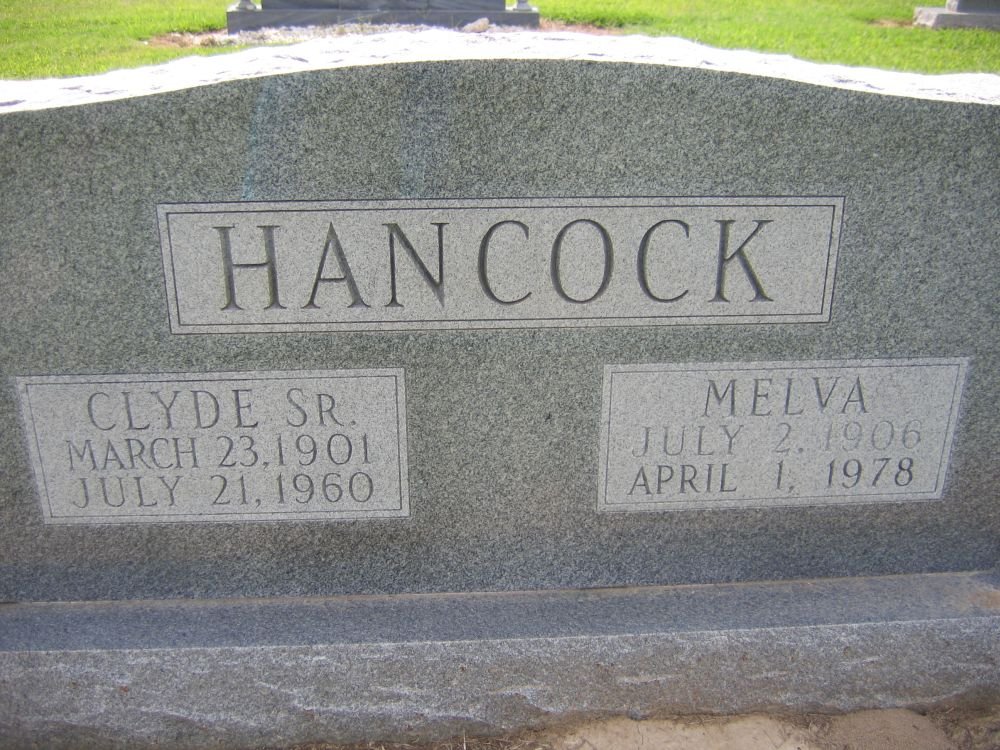 HANCOCK
CLYDE SR.
MARCH 23, 1901
JULY 21, 1960
MELVA
JULY 2, 1906
APRIL 1, 1978